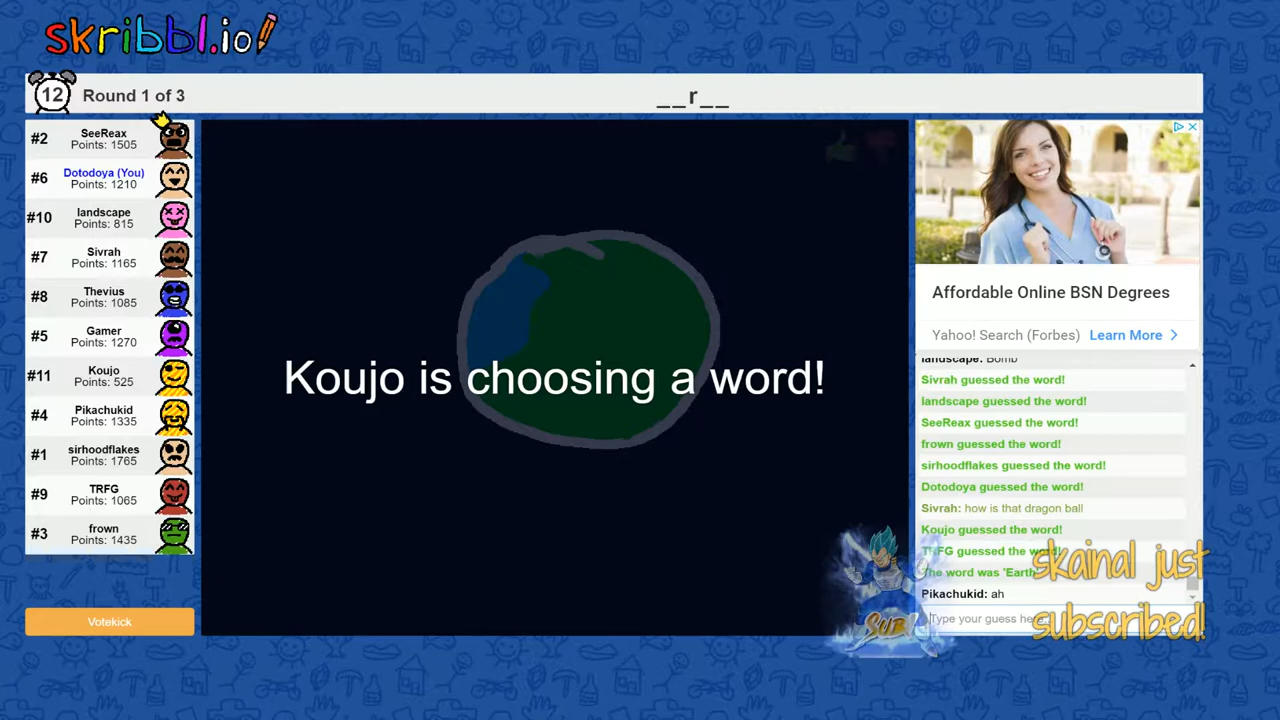 skribbl.io!
12
Round 1 of 3
__r__
#2
SeeReax
Points: 1505
#6
Dotodoya (You)
Points: 1210
#10
landscape
Points: 815
#7
Sivrah
Points: 1165
#8
Thevius
Points: 1085
#5
Gamer
Points: 1270
#11
Koujo
Points: 525
#4
Pikachukid
Points: 1335
#1
sirhoodflakes
Points: 1765
#9
TRFG
Points: 1065
#3
frown
Points: 1435
Votekick
Koujo is choosing a word!
Affordable Online BSN Degrees
Yahoo! Search (Forbes) Learn More
landscape: Bomb
Sivrah guessed the word!
landscape guessed the word!
SeeReax guessed the word!
frown guessed the word!
sirhoodflakes guessed the word!
Dotodoya guessed the word!
Sivrah: how is that dragon ball
Koujo guessed the word!
TRFG guessed the word!
The word was 'Earth
Pikachukid: ah
Type your guess here...
SUB!
skainal just
subscribed!